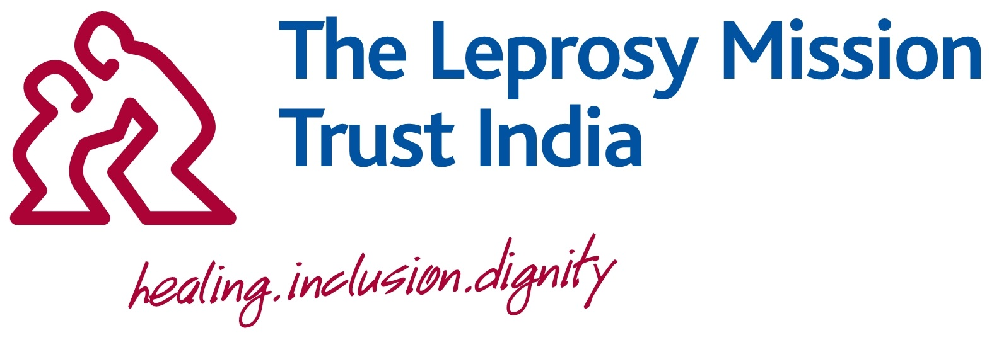 The Leprosy Mission
Trust India
healing.inclusion.dignity